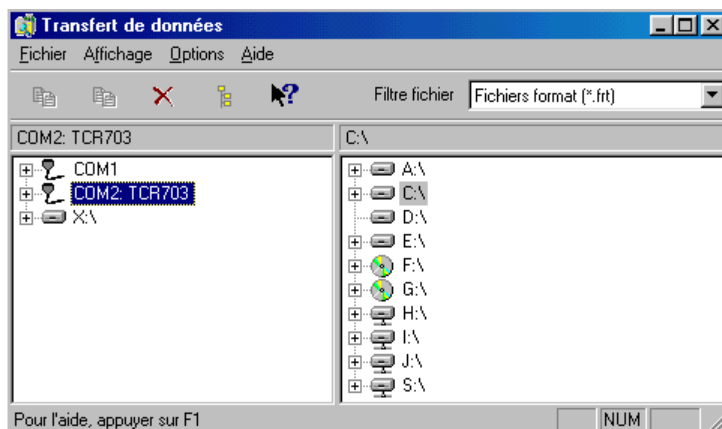 Transfert de données
Fichier Affichage Options Aide
Filtre fichier Fichiers format (*.frt)
COM2: TCR703
C:\
COM1
COM2: TCR703
X:\
A:\
C:\
D:\
E:\
F:\
G:\
H:\
I:\
J:\
S:\
Pour l'aide, appuyer sur F1
NUM